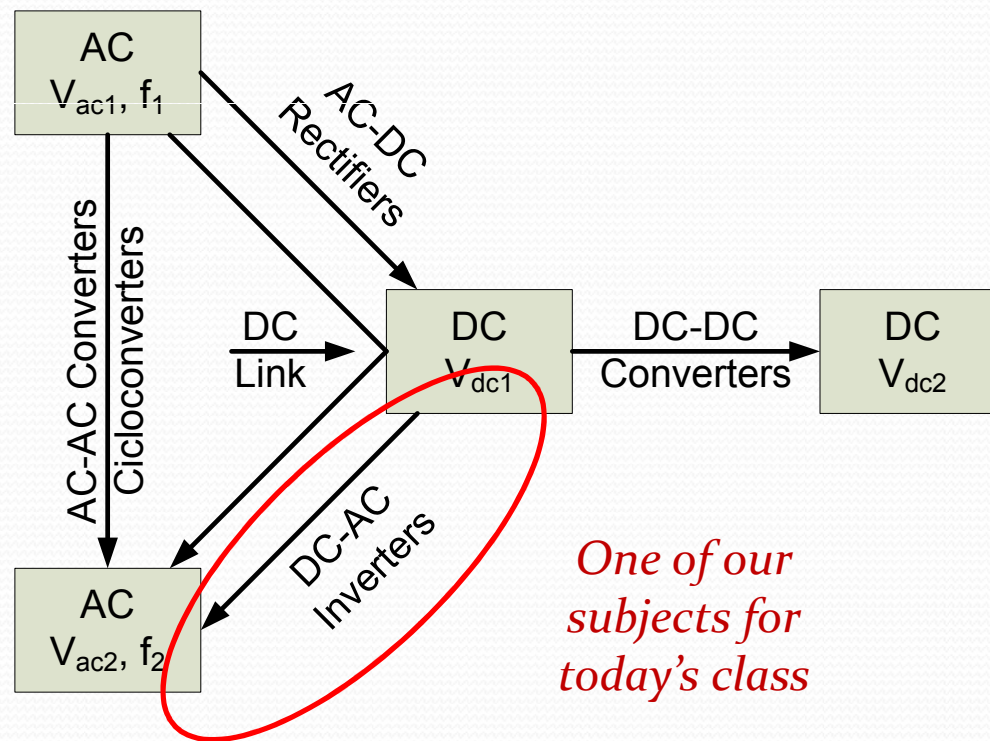 AC
Vac1, f1
AC-DC
Rectifiers
AC-AC Converters
Cicloconverters
DC
Link
DC
Vdc1
DC-DC
Converters
DC
Vdc2
DC-AC
Inverters
AC
Vac2, f2
One of our
subjects for
today's class